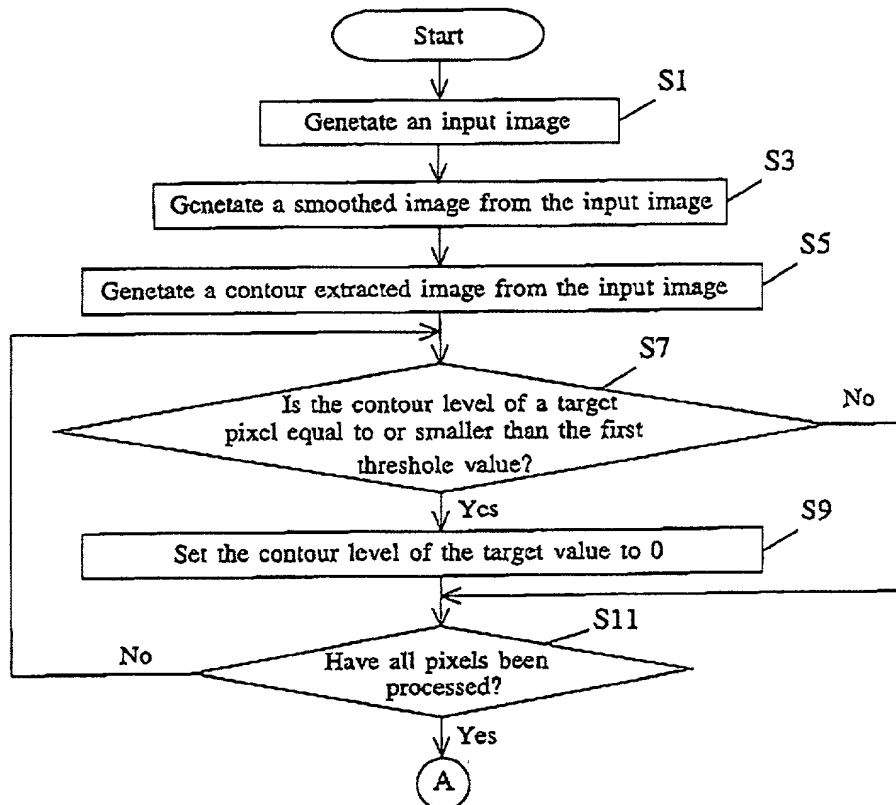 Start
S1
Genetate an input image
S3
Genetate a smoothed image from the input image
S5
Genetate a contour extracted image from the input image
S7
Is the contour level of a target
pixel equal to or smaller than the first
threshole value?
No
Yes
S9
Set the contour level of the target value to 0
S11
No
Have all pixels been
processed?
Yes
A